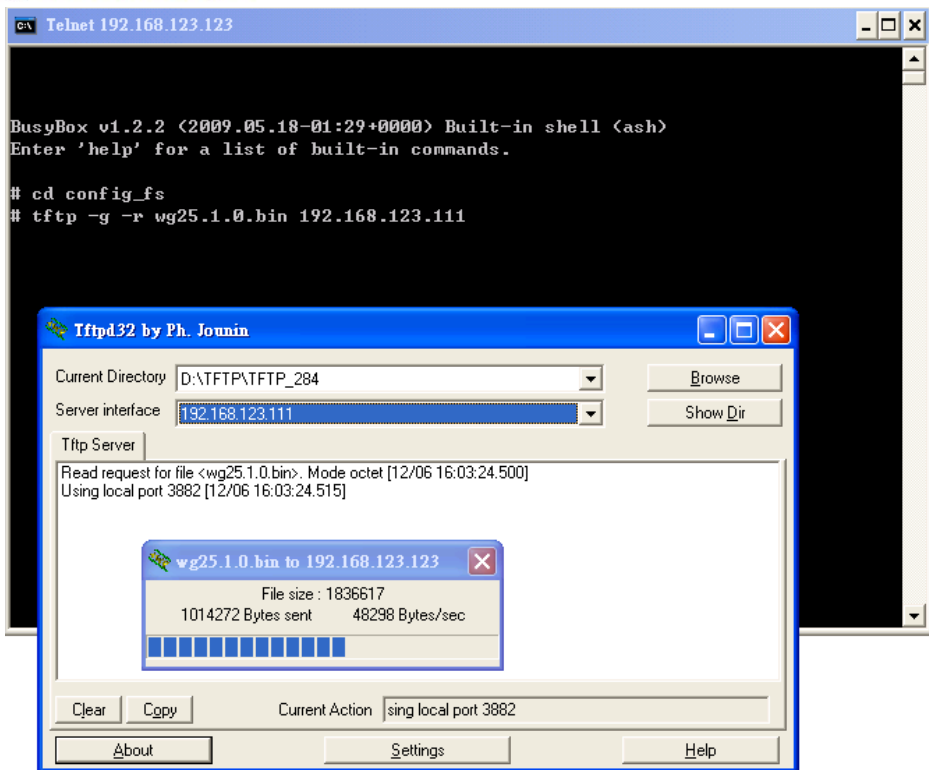 Telnet 192.168.123.123
BusyBox v1.2.2 (2009.05.18-01:29+0000) Built-in shell (ash)
Enter 'help' for a list of built-in commands.
# cd config_fs
# tftp -g -r wg25.1.0.bin 192.168.123.111
Tftpd32 by Ph. Jounin
Current Directory D:\TFTP\TFTP_284 Browse
Server interface 192.168.123.111 Show Dir
Tftp Server
Read request for file <wg25.1.0.bin>. Mode octet [12/06 16:03:24.500]
Using local port 3882 [12/06 16:03:24.515]
wg25.1.0.bin to 192.168.123.123
File size : 1836617
1014272 Bytes sent 48298 Bytes/sec
Clear Copy Current Action sing local port 3882
About Settings Help